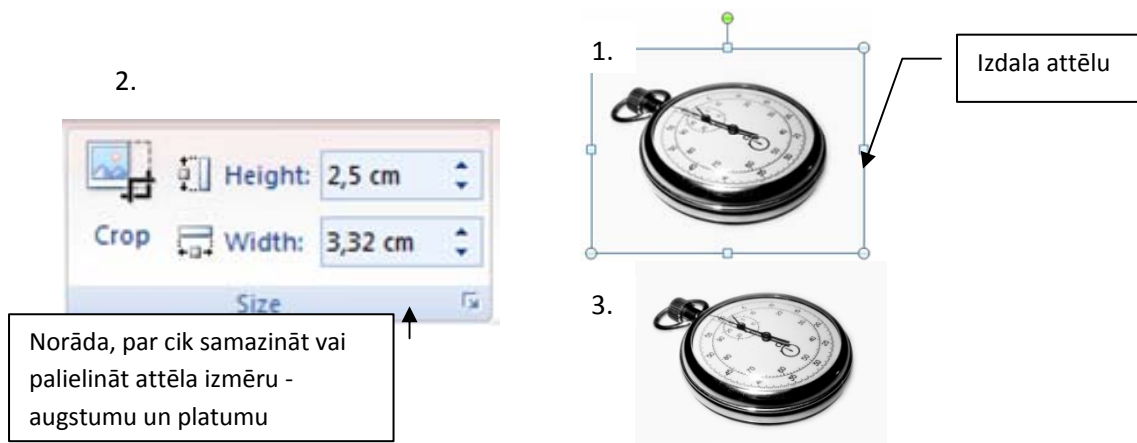 1.
Izdala attēlu
2.
Height: 2,5 cm
Crop
Width: 3,32 cm
Size
Norāda, par cik samazināt vai
palielināt attēla izmēru -
augstumu un platumu
3.